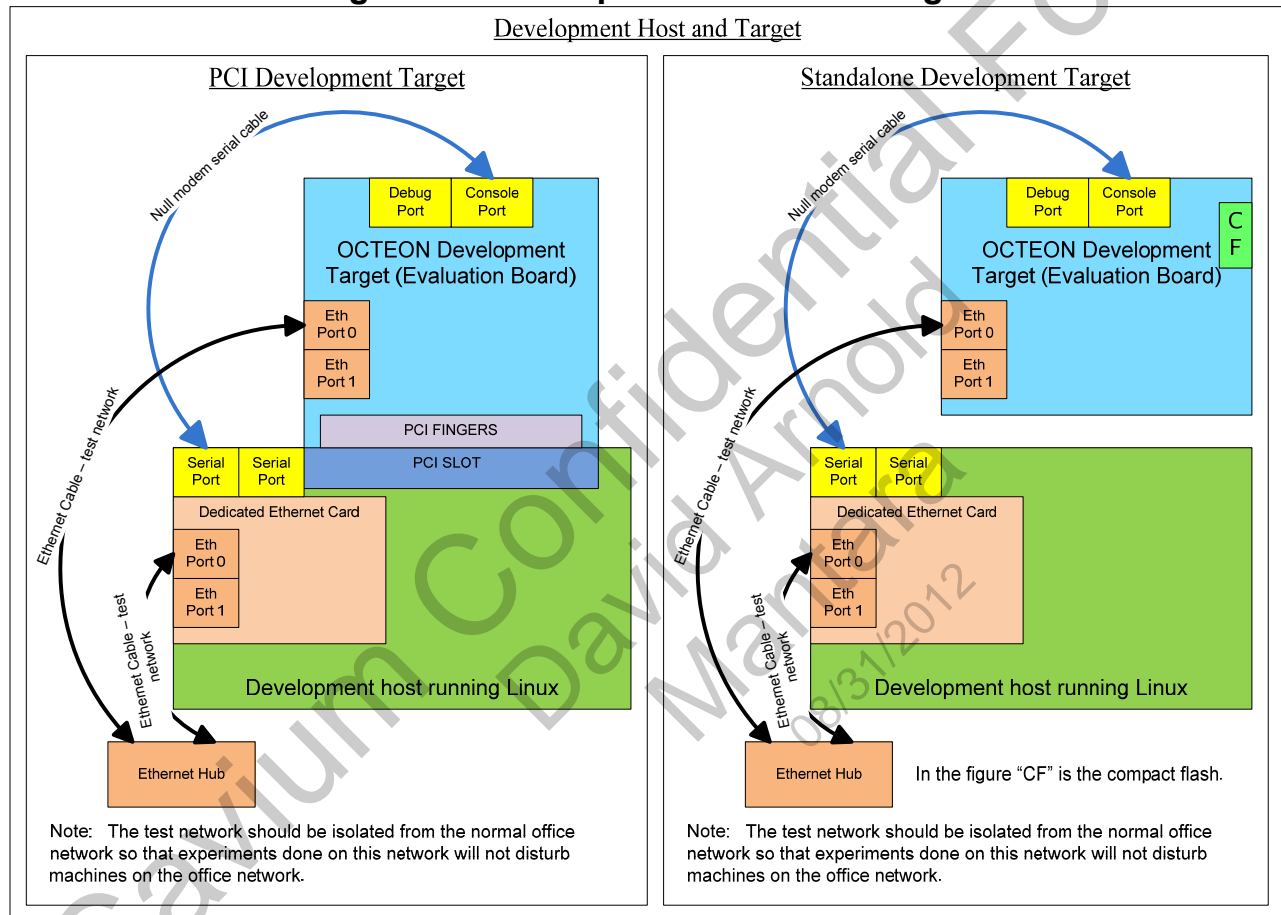 Development Host and Target
PCI Development Target
Null modem serial cable
Debug
Port
Console
Port
OCTEON Development
Target (Evaluation Board)
Eth
Port 0
Eth
Port 1
Ethernet Cable – test network
PCI FINGERS
PCI SLOT
Serial
Port
Serial
Port
Dedicated Ethernet Card
Eth
Port 0
Eth
Port 1
Ethernet Cable – test
network
Development host running Linux
Ethernet Hub
Note: The test network should be isolated from the normal office
network so that experiments done on this network will not disturb
machines on the office network.
Standalone Development Target
Null modem serial cable
Debug
Port
Console
Port
C
F
OCTEON Development
Target (Evaluation Board)
Eth
Port 0
Eth
Port 1
Ethernet Cable – test network
Serial
Port
Serial
Port
Dedicated Ethernet Card
Eth
Port 0
Eth
Port 1
Ethernet Cable – test
network
Development host running Linux
Ethernet Hub
In the figure “CF” is the compact flash.
Note: The test network should be isolated from the normal office
network so that experiments done on this network will not disturb
machines on the office network.
Cavium Confidential
David Arnold
Mantara
08/31/2012